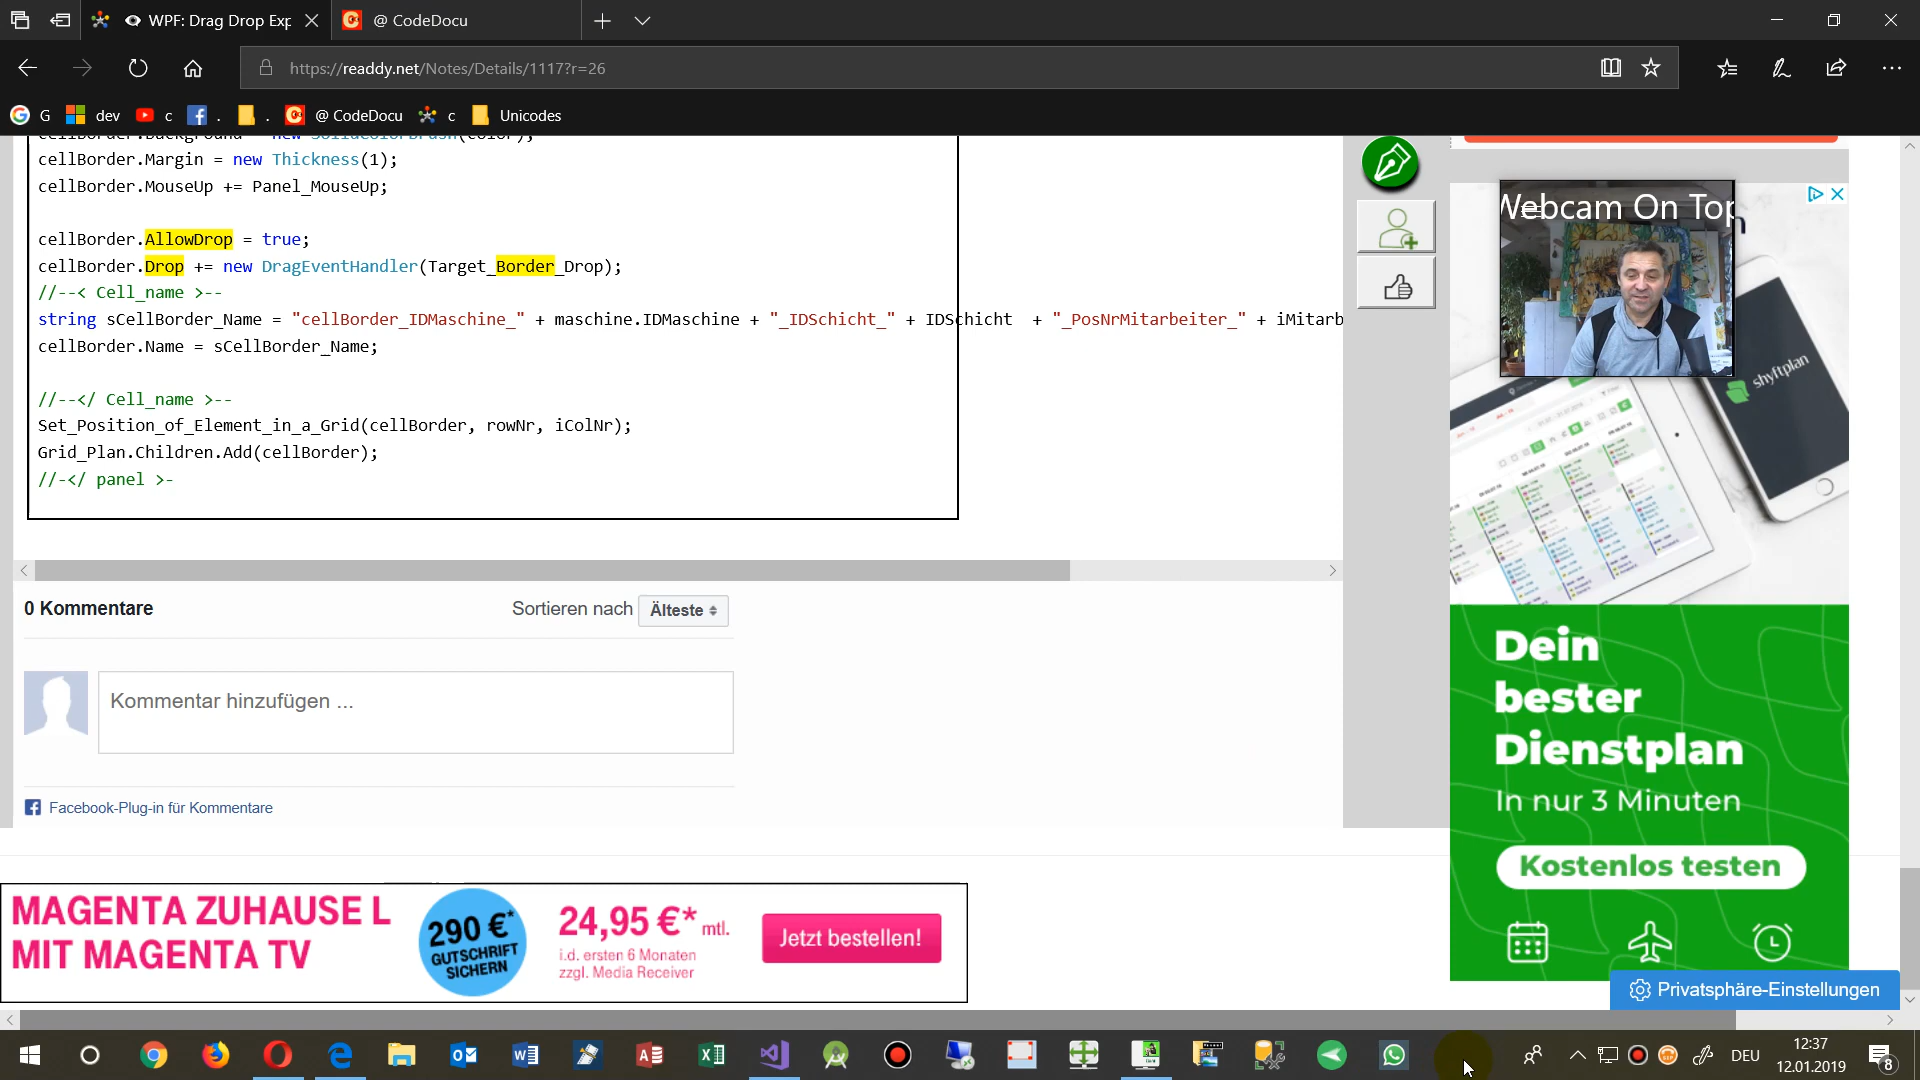 WPF: Drag Drop Exp
@ CodeDocu
https://readdy.net/Notes/Details/1117?r=26
G
dev
c
.
.
@ CodeDocu
c
Unicodes
cellBorder.Background = new SolidColorBrush(color);
cellBorder.Margin = new Thickness(1);
cellBorder.MouseUp += Panel_MouseUp;
cellBorder.AllowDrop = true;
cellBorder.Drop += new DragEventHandler(Target_Border_Drop);
//--< Cell_name >--
string sCellBorder_Name = "cellBorder_IDMaschine_" + maschine.IDMaschine + "_IDSchicht_" + IDSchicht  + "_PosNrMitarbeiter_" + iMitarb
cellBorder.Name = sCellBorder_Name;
//--</ Cell_name >--
Set_Position_of_Element_in_a_Grid(cellBorder, rowNr, iColNr);
Grid_Plan.Children.Add(cellBorder);
//-</ panel >-
0 Kommentare
Sortieren nach
Älteste
Kommentar hinzufügen ...
Facebook-Plug-in für Kommentare
MAGENTA ZUHAUSE L
MIT MAGENTA TV
290 €*
GUTSCHRIFT
SICHERN
24,95 €* mtl.
i.d. ersten 6 Monaten
zzgl. Media Receiver
Jetzt bestellen!
Webcam On Top
shyftplan
Dein
bester
Dienstplan
In nur 3 Minuten
Kostenlos testen
Privatsphäre-Einstellungen
DEU
12:37
12.01.2019
8